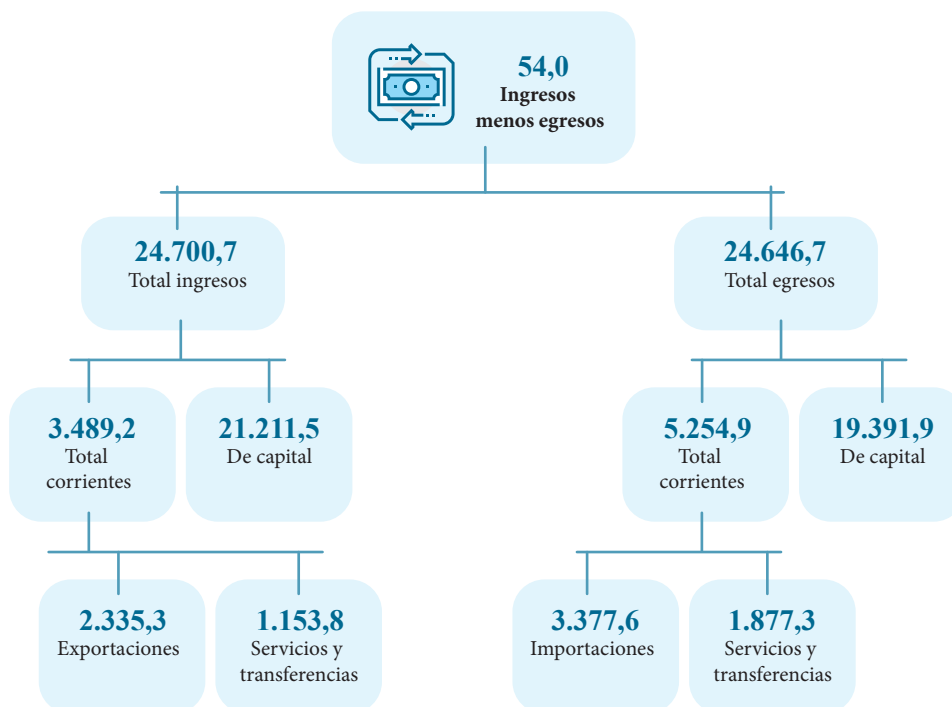 54,0
Ingresos
menos egresos
24.700,7
Total ingresos
24.646,7
Total egresos
3.489,2
Total
corrientes
21.211,5
De capital
5.254,9
Total
corrientes
19.391,9
De capital
2.335,3
Exportaciones
1.153,8
Servicios y
transferencias
3.377,6
Importaciones
1.877,3
Servicios y
transferencias